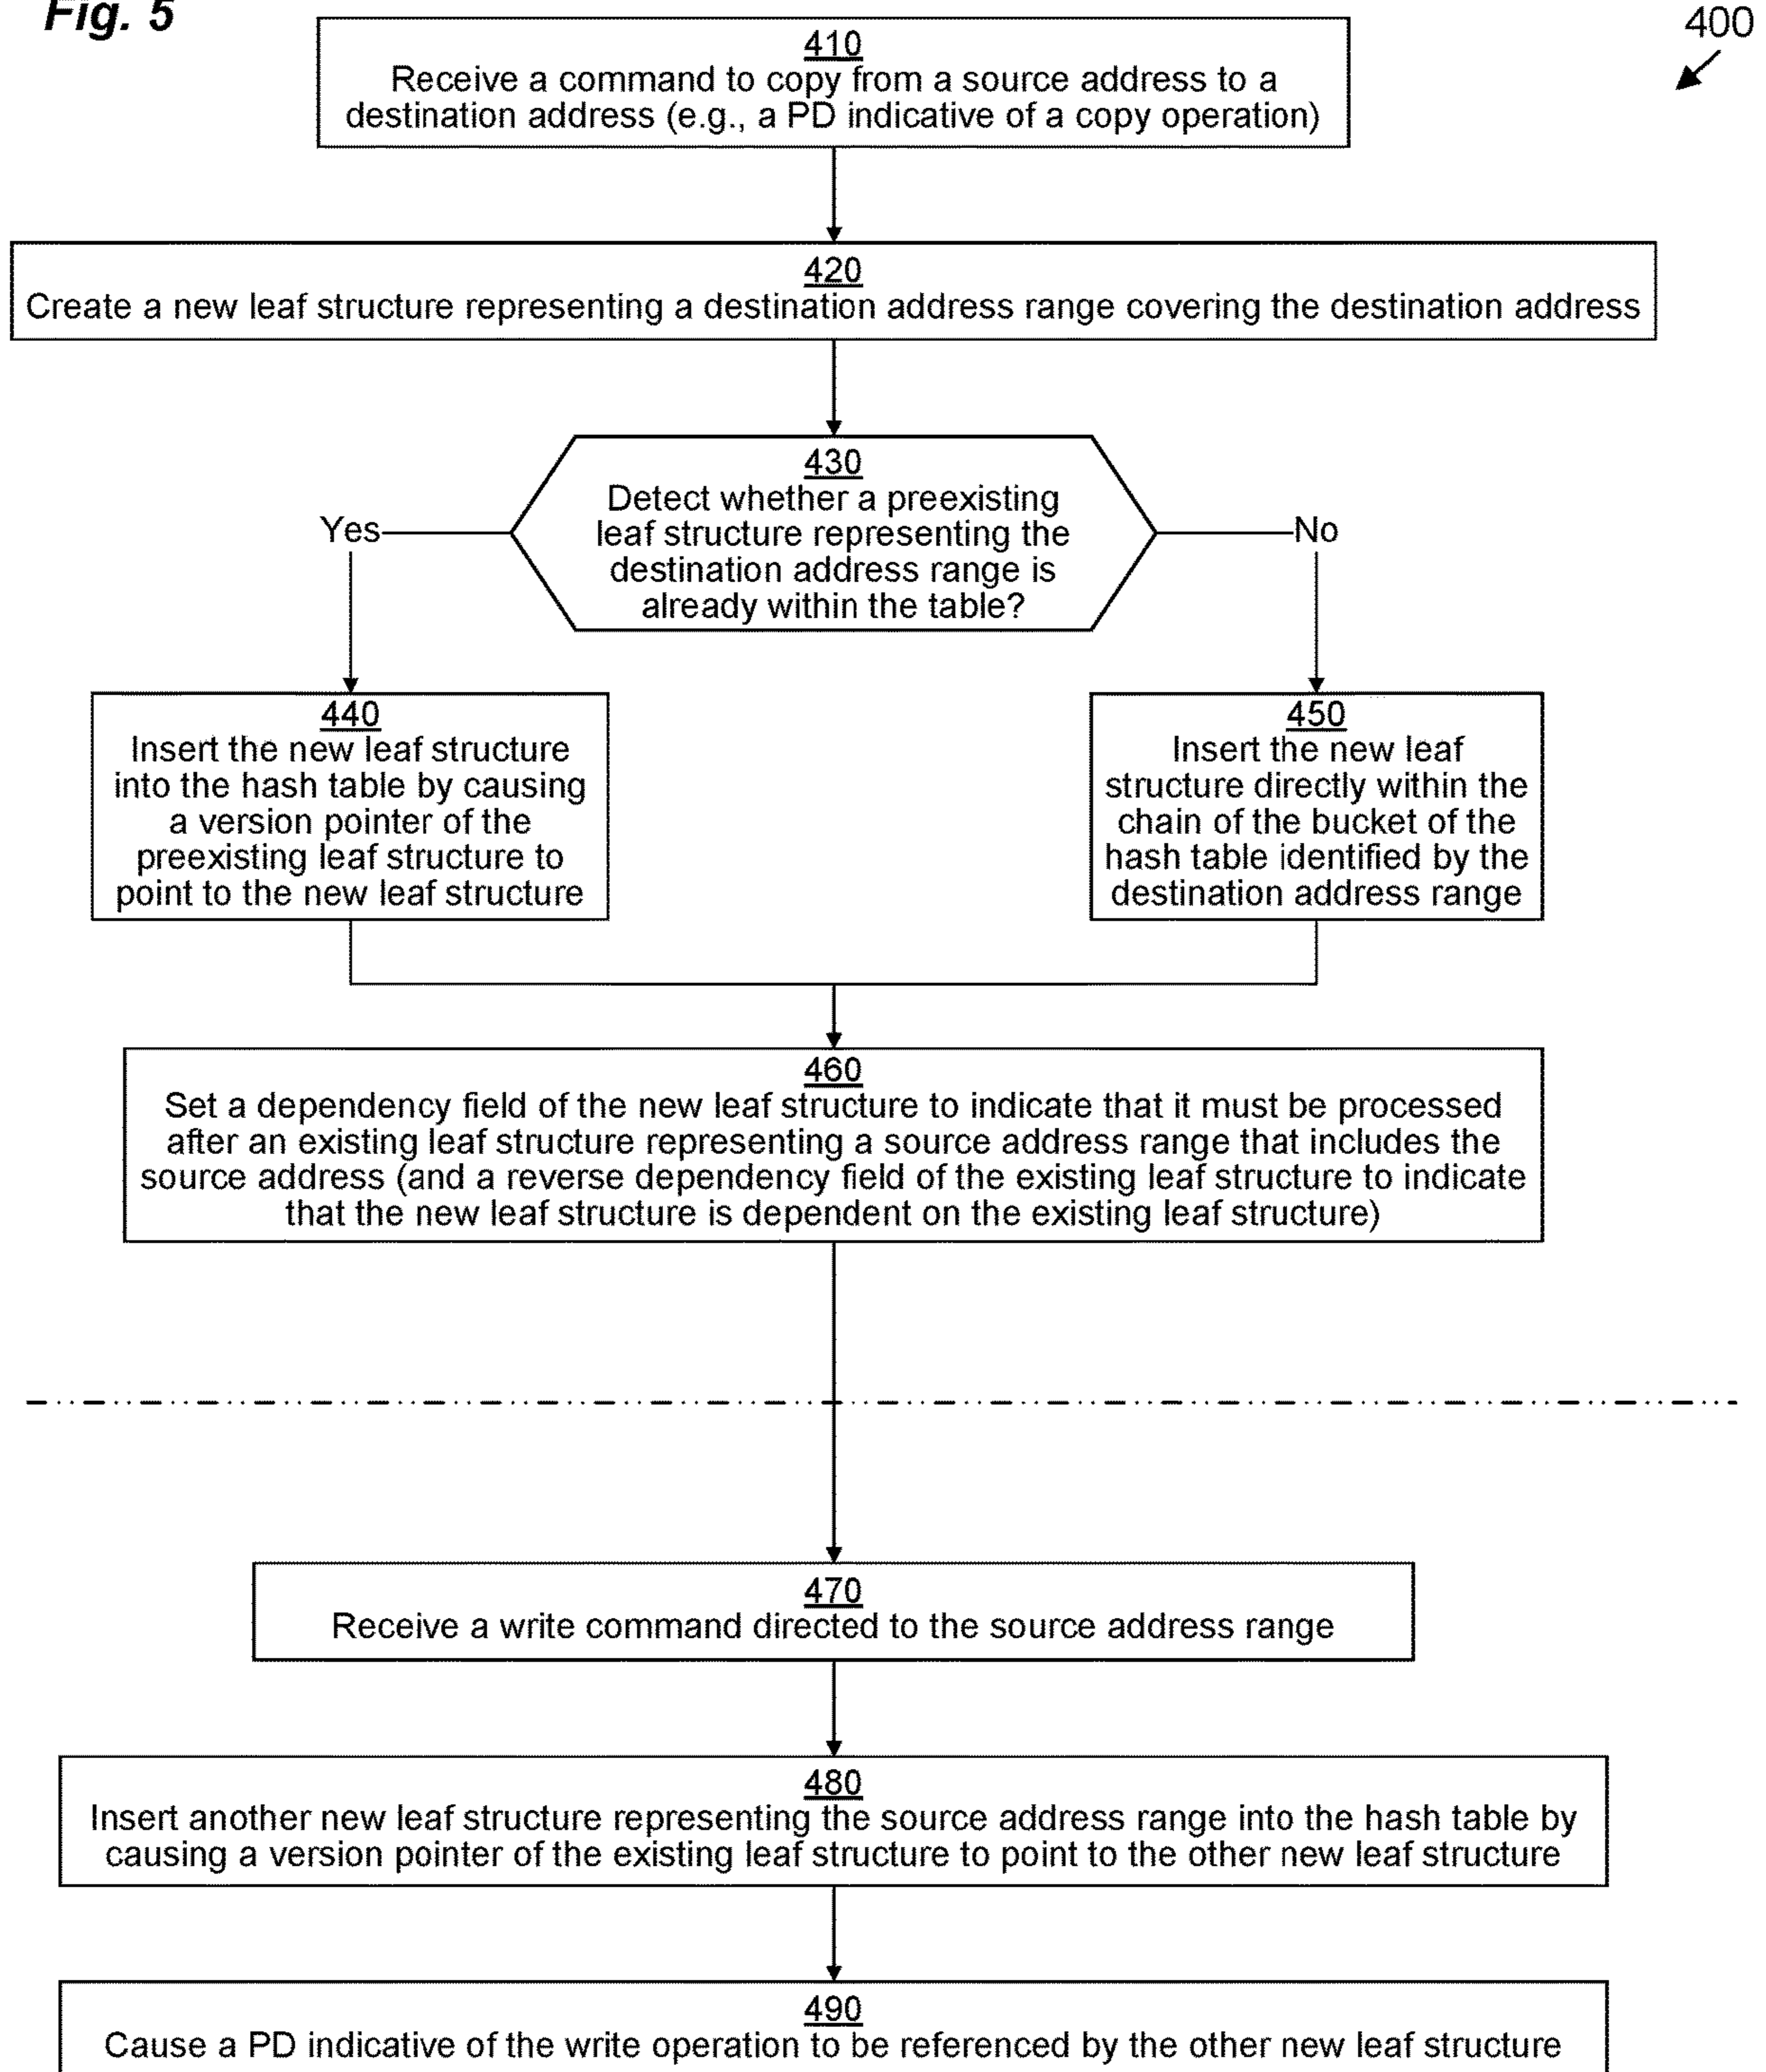 Fig. 5
400
410
Receive a command to copy from a source address to a
destination address (e.g., a PD indicative of a copy operation)
420
Create a new leaf structure representing a destination address range covering the destination address
430
Detect whether a preexisting
leaf structure representing the
destination address range is
already within the table?
Yes
No
440
Insert the new leaf structure
into the hash table by causing
a version pointer of the
preexisting leaf structure to
point to the new leaf structure
450
Insert the new leaf
structure directly within the
chain of the bucket of the
hash table identified by the
destination address range
460
Set a dependency field of the new leaf structure to indicate that it must be processed
after an existing leaf structure representing a source address range that includes the
source address (and a reverse dependency field of the existing leaf structure to indicate
that the new leaf structure is dependent on the existing leaf structure)
470
Receive a write command directed to the source address range
480
Insert another new leaf structure representing the source address range into the hash table by
causing a version pointer of the existing leaf structure to point to the other new leaf structure
490
Cause a PD indicative of the write operation to be referenced by the other new leaf structure